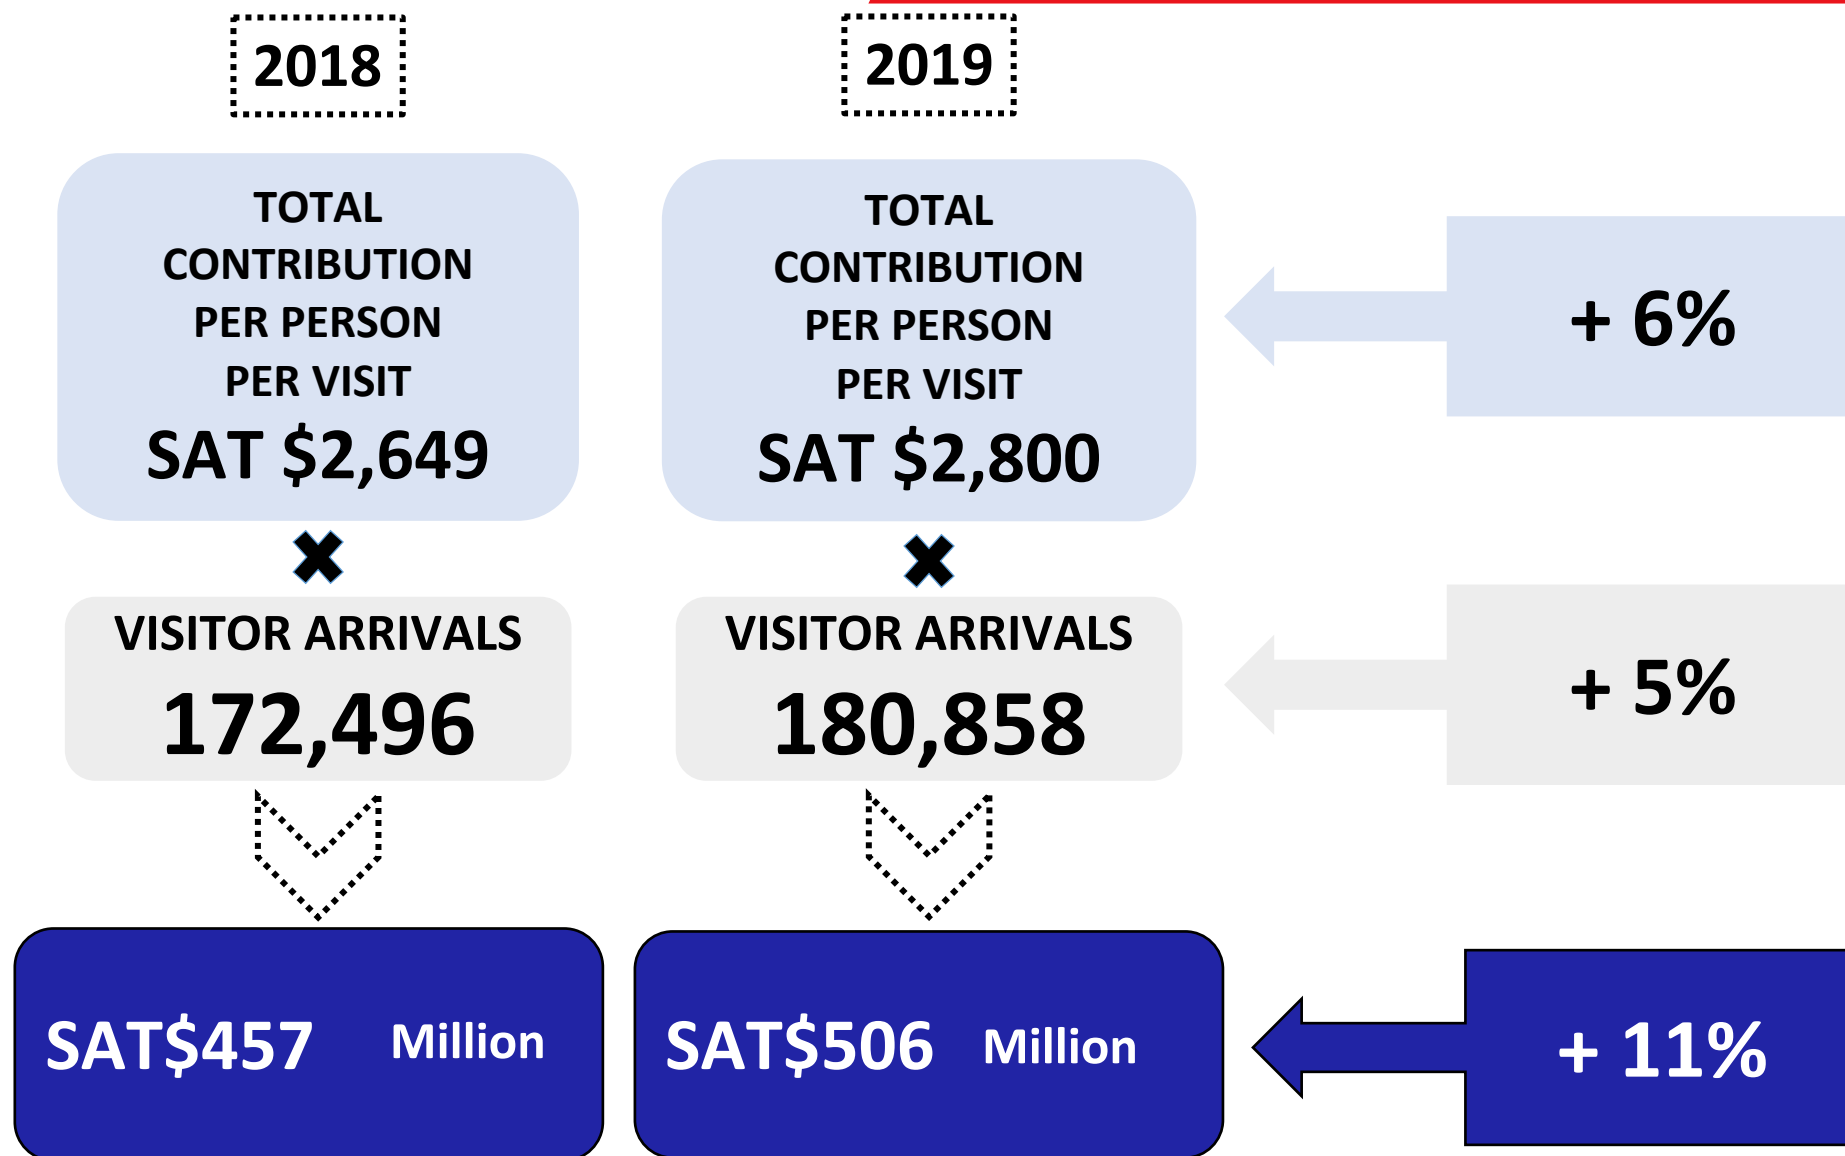 2018
2019
TOTAL
CONTRIBUTION
PER PERSON
PER VISIT
SAT $2,649
TOTAL
CONTRIBUTION
PER PERSON
PER VISIT
SAT $2,800
+ 6%
VISITOR ARRIVALS
172,496
VISITOR ARRIVALS
180,858
+ 5%
SAT$457 Million
SAT$506 Million
+ 11%